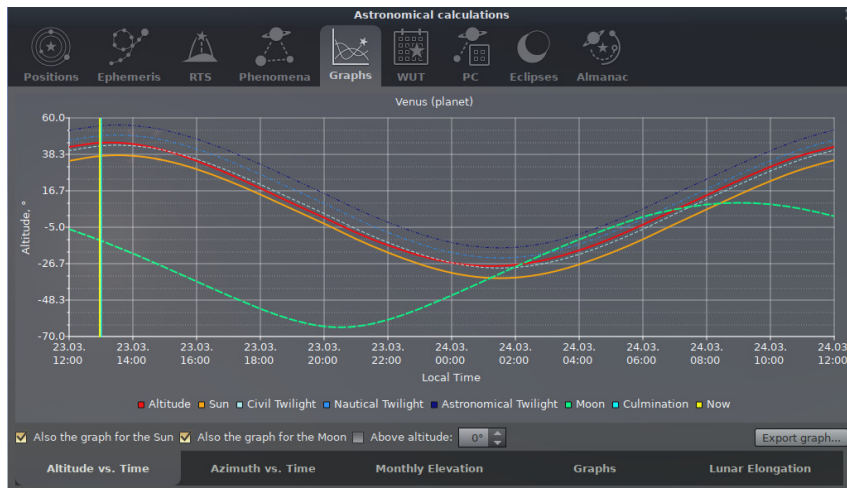 Astronomical calculations
Positions Ephemeris RTS Phenomena Graphs WUT PC Eclipses Almanac
Venus (planet)
60.0
38.3
16.7
-5.0
-26.7
-48.3
-70.0
Altitude, °
23.03. 23.03. 23.03. 23.03. 23.03. 23.03. 24.03. 24.03. 24.03. 24.03. 24.03. 24.03. 24.03.
12:00 14:00 16:00 18:00 20:00 22:00 00:00 02:00 04:00 06:00 08:00 10:00 12:00
Local Time
Altitude Sun Civil Twilight Nautical Twilight Astronomical Twilight Moon Culmination Now
Also the graph for the Sun Also the graph for the Moon Above altitude: 0° Export graph...
Altitude vs. Time Azimuth vs. Time Monthly Elevation Graphs Lunar Elongation